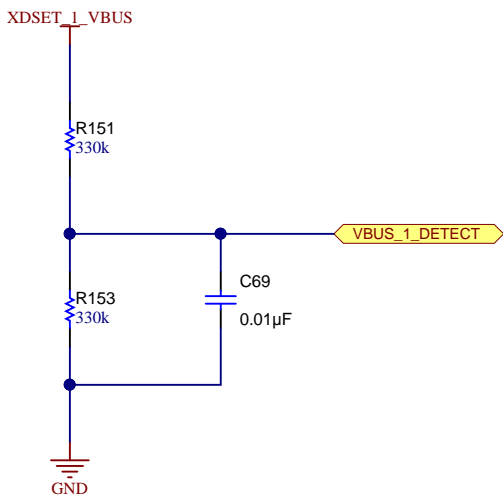 XDSET_1_VBUS
R151
330k
VBUS_1_DETECT
R153
330k
C69
0.01µF
GND